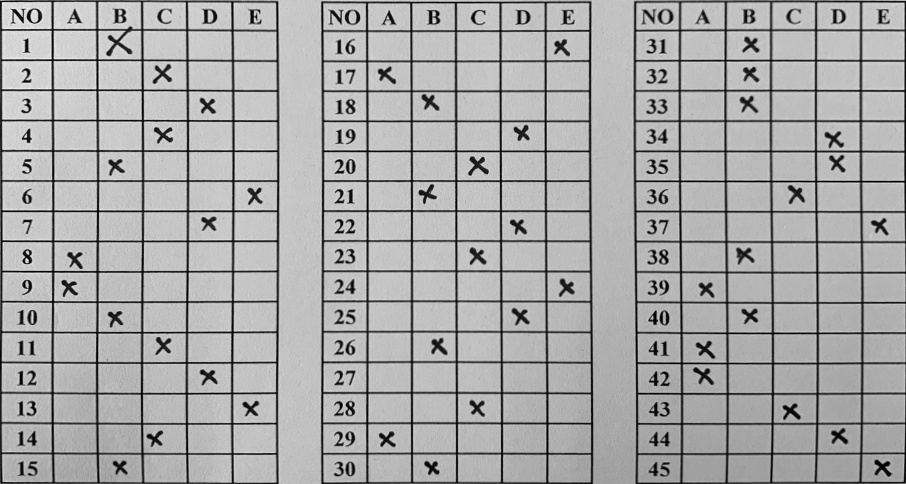 NO A B C D E NO A B C D E NO A B C D E
1 X 16 X 31 X
2 X 17 X 32 X
3 X 18 X 33 X
4 X 19 X 34 X
5 X 20 X 35 X
6 X 21 X 36 X
7 X 22 X 37 X
8 X 23 X 38 X
9 X 24 X 39 X
10 X 25 X 40 X
11 X 26 X 41 X
12 X 27 42 X
13 X 28 X 43 X
14 X 29 X 44 X
15 X 30 X 45 X